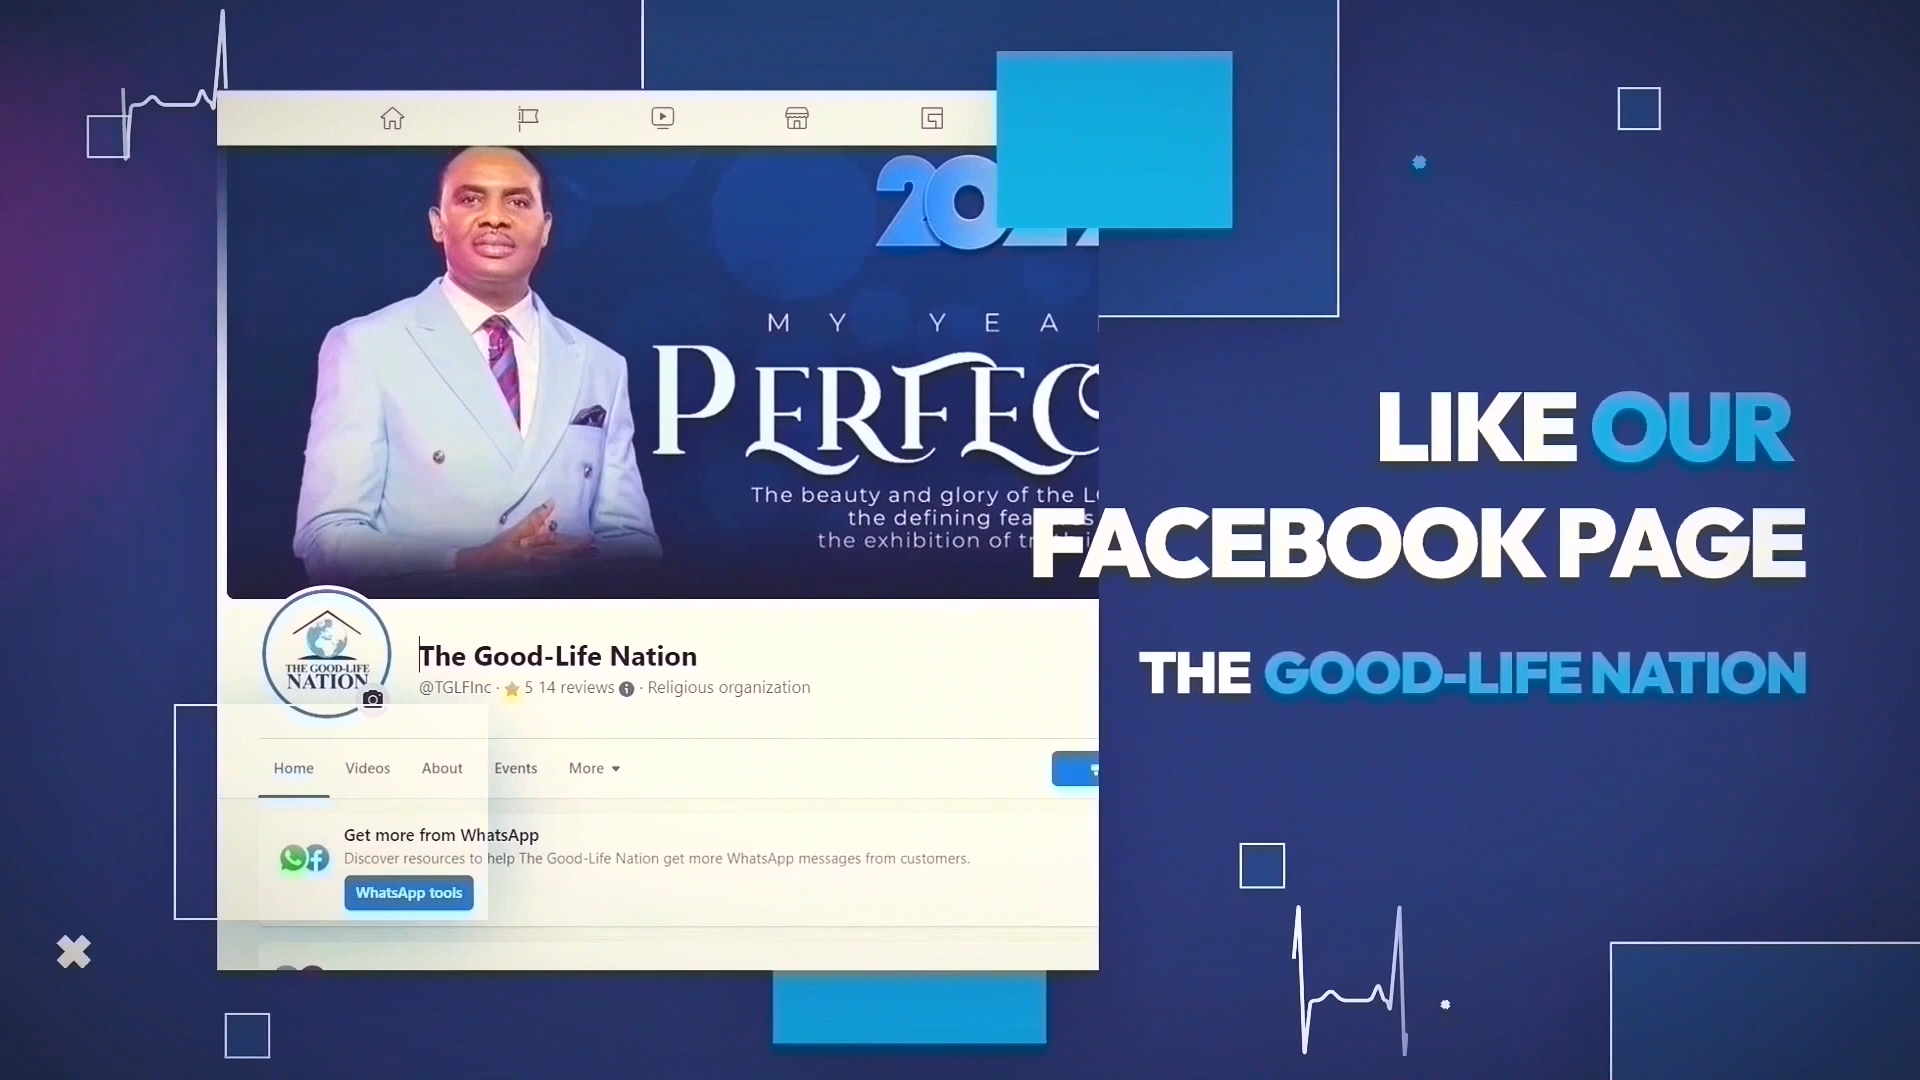 MY YEA
PERFEC
The beauty and glory of the
the defining
the exhibition of
LIKE OUR
FACEBOOK PAGE
THE GOOD-LIFE NATION
THE GOOD-LIFE
NATION
The Good-Life Nation
@TGLFInc · 5 14 reviews · Religious organization
Home Videos About Events More
Get more from WhatsApp
Discover resources to help The Good-Life Nation get more WhatsApp messages from customers.
WhatsApp tools